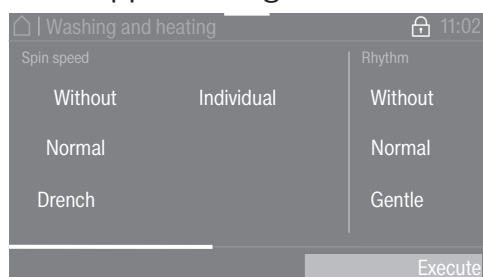 | Washing and heating 11:02
Spin speed Rhythm
Without Individual Without
Normal Normal
Drench Gentle
Execute